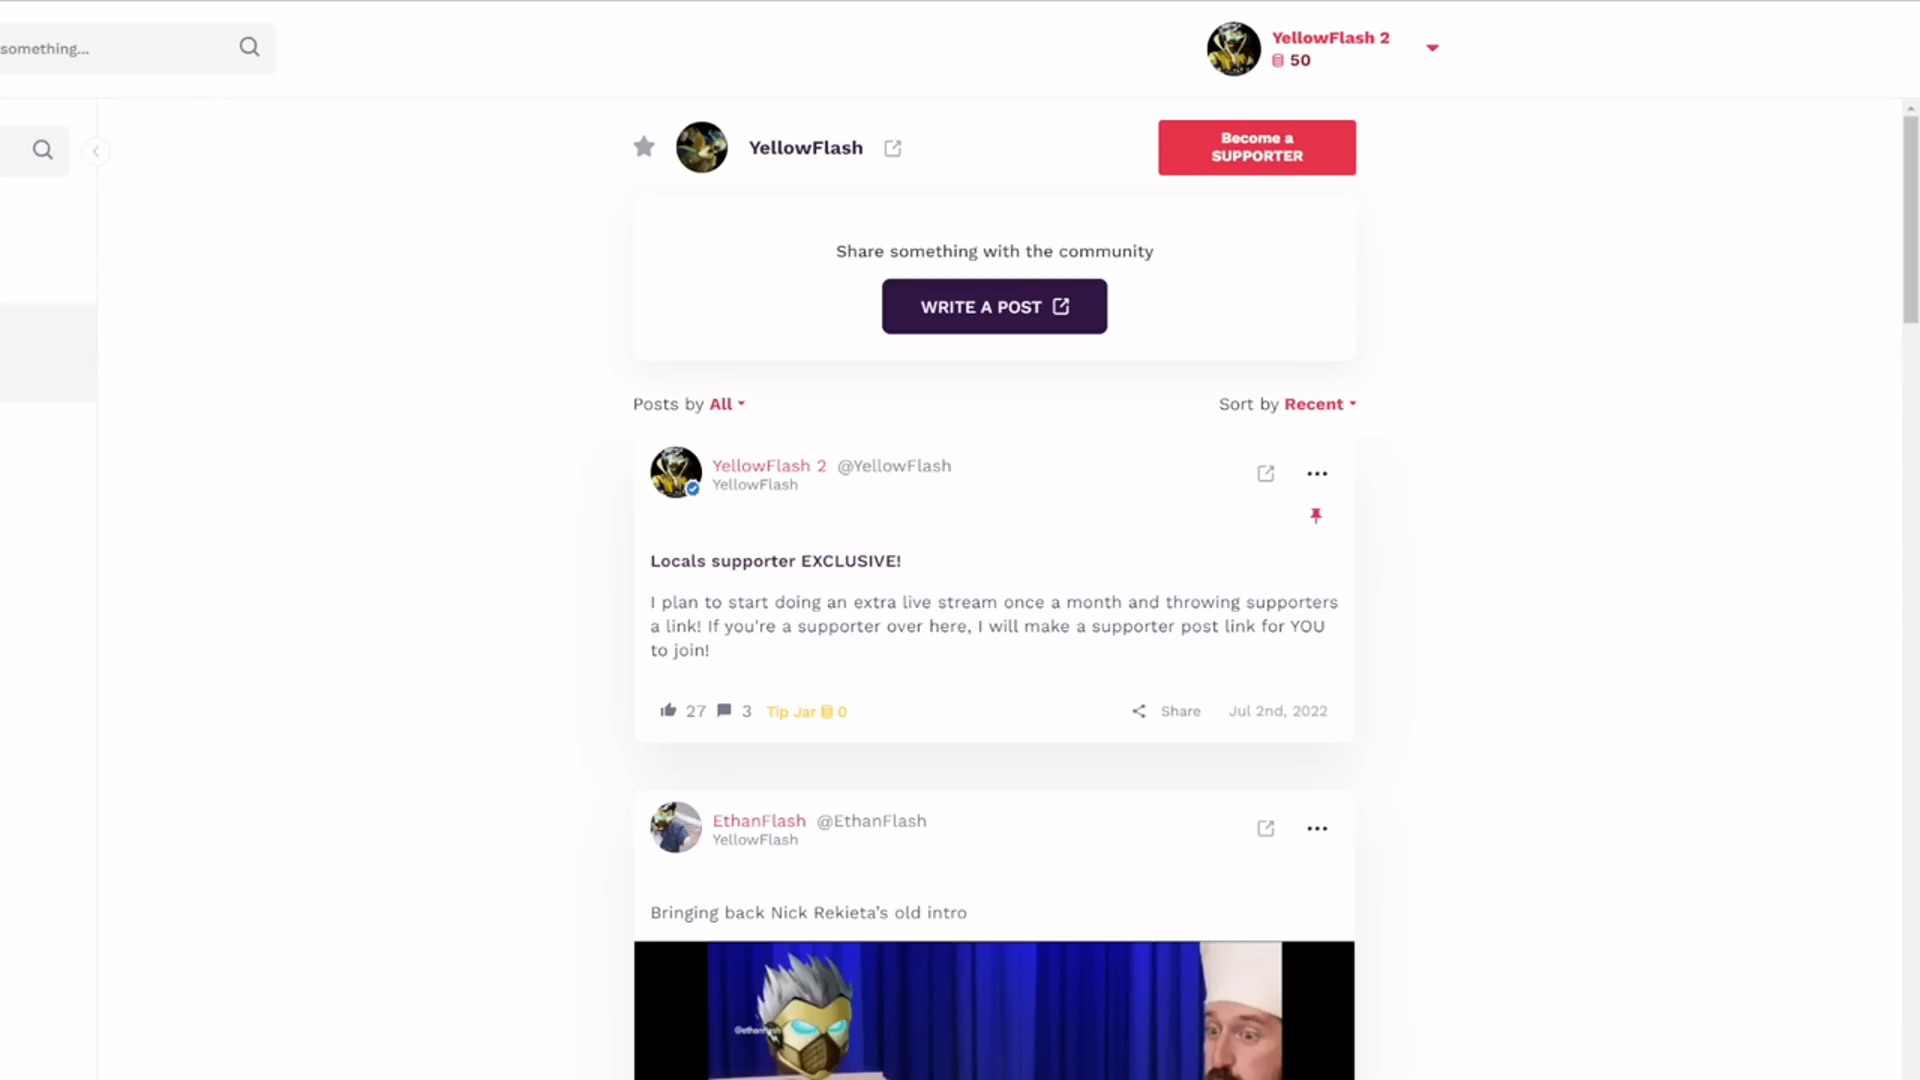 something...
YellowFlash 2
50
YellowFlash
Become a
SUPPORTER
Share something with the community
WRITE A POST
Posts by All
Sort by Recent
YellowFlash 2 @YellowFlash
YellowFlash
Locals supporter EXCLUSIVE!
I plan to start doing an extra live stream once a month and throwing supporters
a link! If you're a supporter over here, I will make a supporter post link for YOU
to join!
27 3 Tip Jar 0
Share Jul 2nd, 2022
EthanFlash @EthanFlash
YellowFlash
Bringing back Nick Rekieta’s old intro